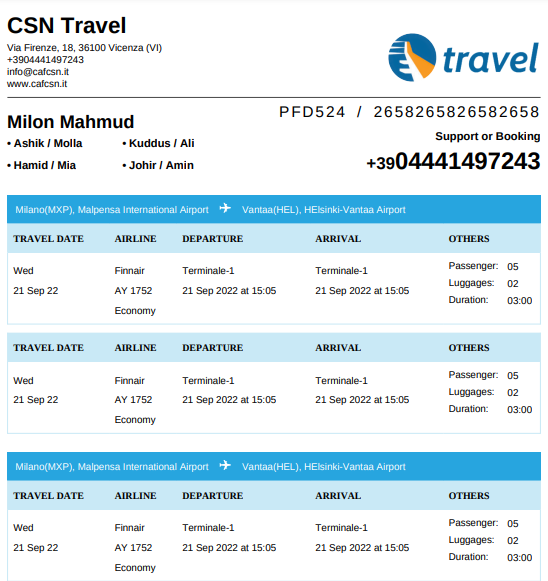 CSN Travel
Via Firenze, 18, 36100 Vicenza (VI)
+3904441497243
info@cafcsn.it
www.cafcsn.it
travel
PFD524 / 2658265826582658
Milon Mahmud
Support or Booking
• Ashik / Molla • Kuddus / Ali
• Hamid / Mia • Johir / Amin
+3904441497243
Milano(MXP), Malpensa International Airport ✈ Vantaa(HEL), HElsinki-Vantaa Airport
TRAVEL DATE AIRLINE DEPARTURE ARRIVAL OTHERS
Wed Finnair Terminale-1 Terminale-1 Passenger: 05
21 Sep 22 AY 1752 21 Sep 2022 at 15:05 21 Sep 2022 at 15:05 Luggages: 02
Economy Duration: 03:00
TRAVEL DATE AIRLINE DEPARTURE ARRIVAL OTHERS
Wed Finnair Terminale-1 Terminale-1 Passenger: 05
21 Sep 22 AY 1752 21 Sep 2022 at 15:05 21 Sep 2022 at 15:05 Luggages: 02
Economy Duration: 03:00
Milano(MXP), Malpensa International Airport ✈ Vantaa(HEL), HElsinki-Vantaa Airport
TRAVEL DATE AIRLINE DEPARTURE ARRIVAL OTHERS
Wed Finnair Terminale-1 Terminale-1 Passenger: 05
21 Sep 22 AY 1752 21 Sep 2022 at 15:05 21 Sep 2022 at 15:05 Luggages: 02
Economy Duration: 03:00